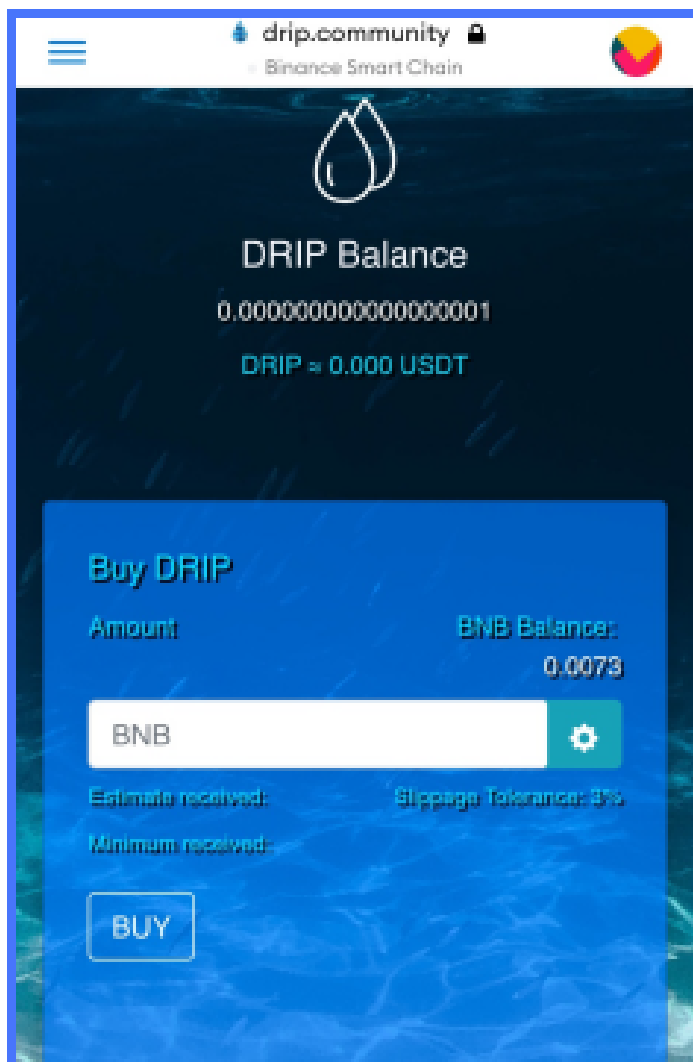 drip.community
Binance Smart Chain
DRIP Balance
0.000000000000000001
DRIP ≈ 0.000 USDT
Buy DRIP
Amount
BNB Balance:
0.0073
BNB
Estimate received:
Slippage Tolerance: 3%
Minimum received:
BUY